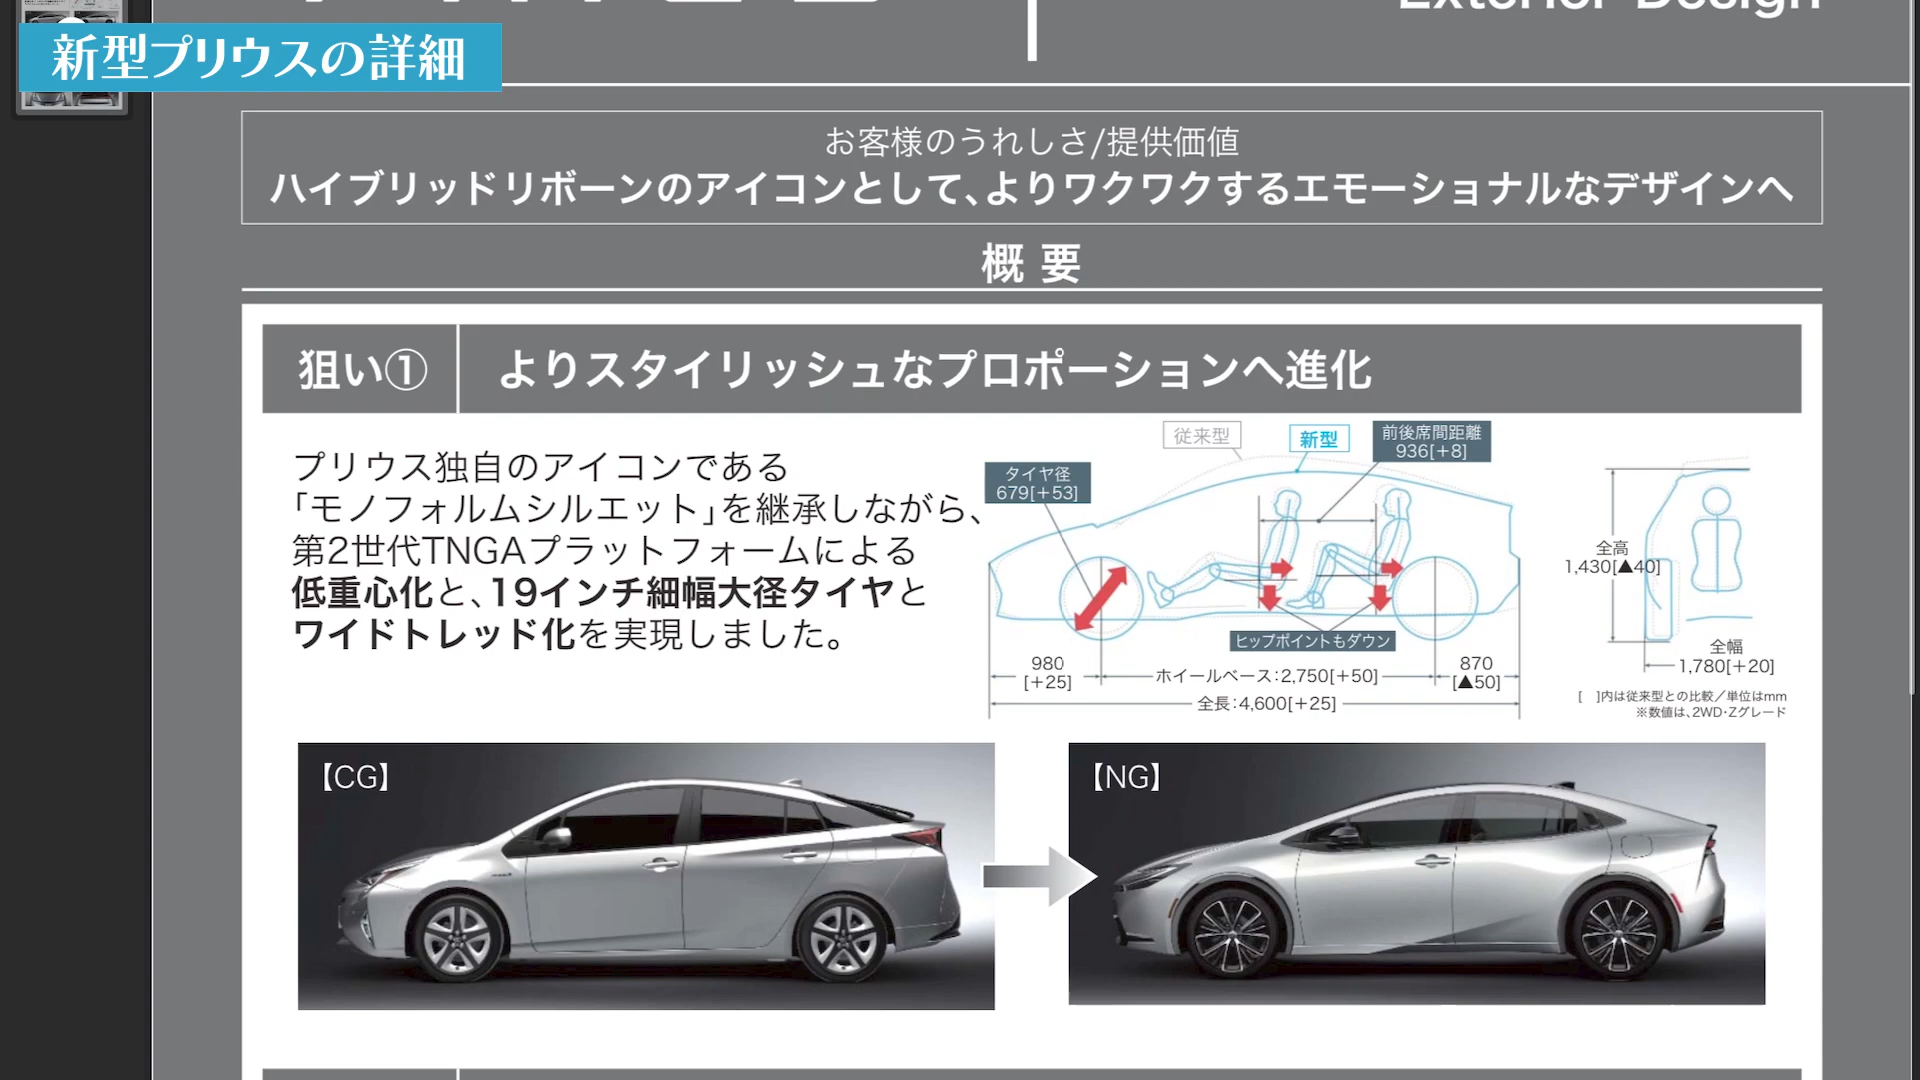 Exterior Design
新型プリウスの詳細
お客様のうれしさ/提供価値
ハイブリッドリボーンのアイコンとして、よりワクワクするエモーショナルなデザインへ
概 要
狙い① よりスタイリッシュなプロポーションへ進化
プリウス独自のアイコンである
「モノフォルムシルエット」を継承しながら、
第2世代TNGAプラットフォームによる
低重心化と、19インチ細幅大径タイヤと
ワイドトレッド化を実現しました。
従来型
新型
前後席間距離
936[+8]
タイヤ径
679[+53]
ヒップポイントもダウン
980
[+25]
ホイールベース:2,750[+50]
870
[▲50]
全長:4,600[+25]
全高
1,430[▲40]
全幅
1,780[+20]
[ ]内は従来型との比較／単位はmm
※数値は、2WD・Zグレード
【CG】
【NG】